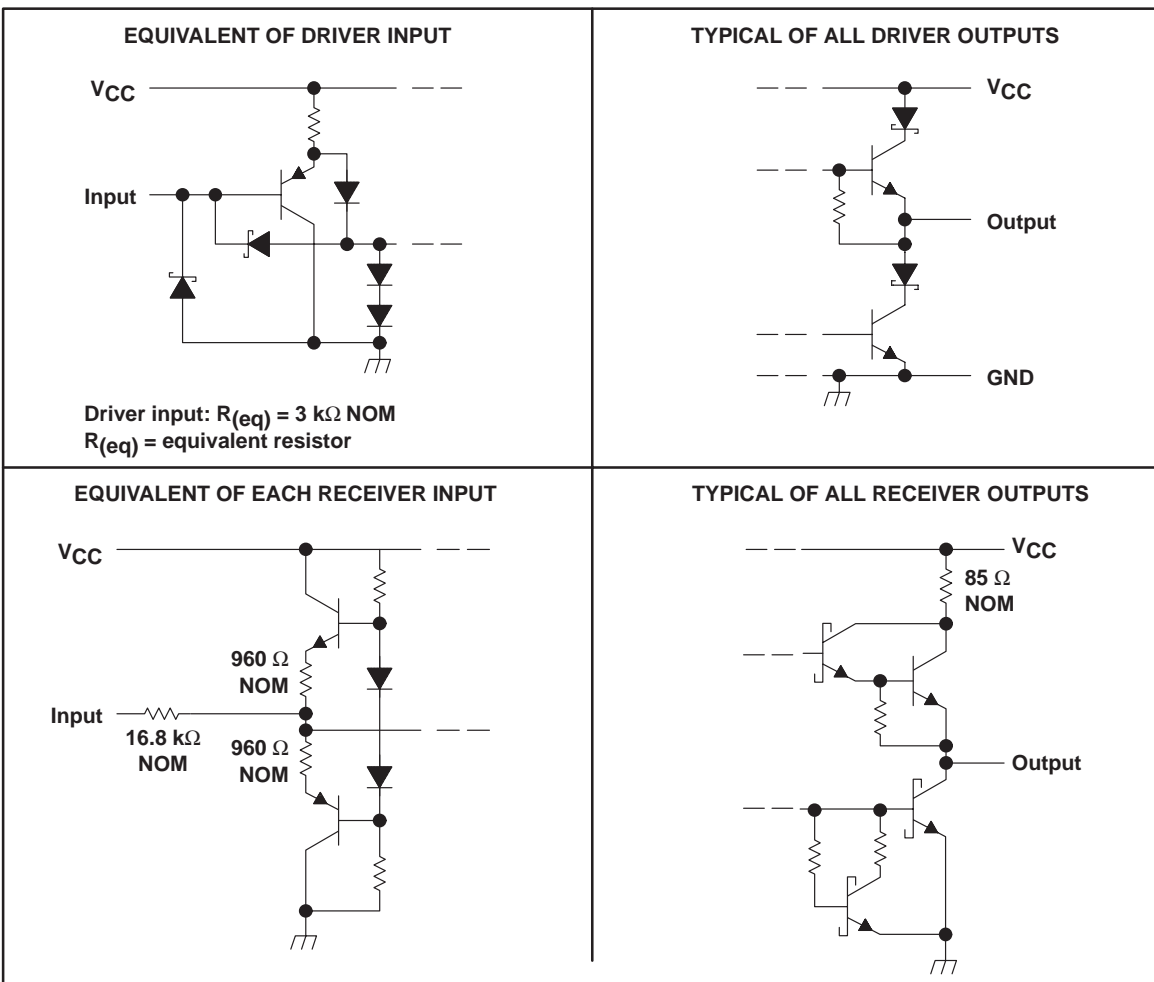 EQUIVALENT OF DRIVER INPUT
VCC
Input
Driver input: R(eq) = 3 kΩ NOM
R(eq) = equivalent resistor
TYPICAL OF ALL DRIVER OUTPUTS
VCC
Output
GND
EQUIVALENT OF EACH RECEIVER INPUT
VCC
960 Ω
NOM
Input
16.8 kΩ
NOM
960 Ω
NOM
TYPICAL OF ALL RECEIVER OUTPUTS
VCC
85 Ω
NOM
Output